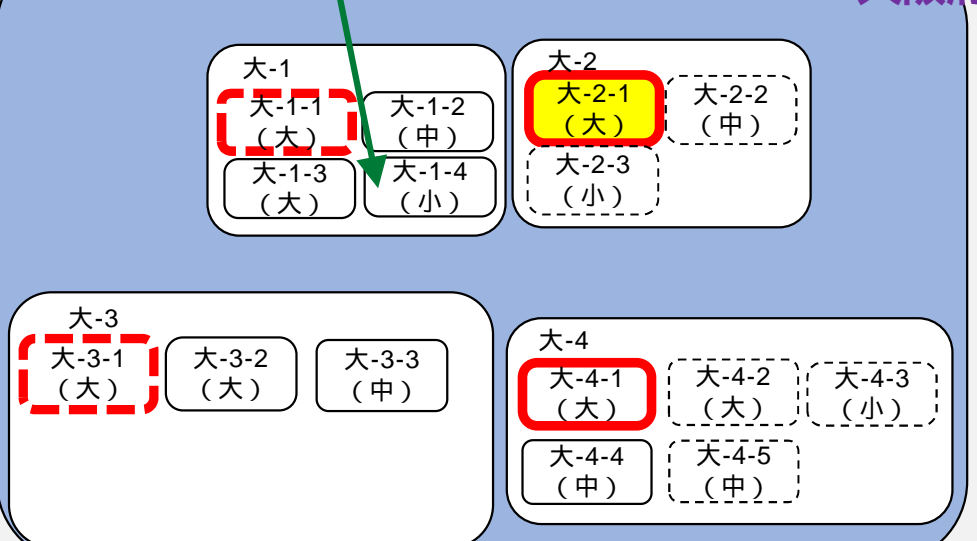 大-1
大-1-1
（大）
大-1-2
（中）
大-1-3
（大）
大-1-4
（小）
大-2
大-2-1
（大）
大-2-2
（中）
大-2-3
（小）
大-3
大-3-1
（大）
大-3-2
（大）
大-3-3
（中）
大-4
大-4-1
（大）
大-4-2
（大）
大-4-3
（小）
大-4-4
（中）
大-4-5
（中）